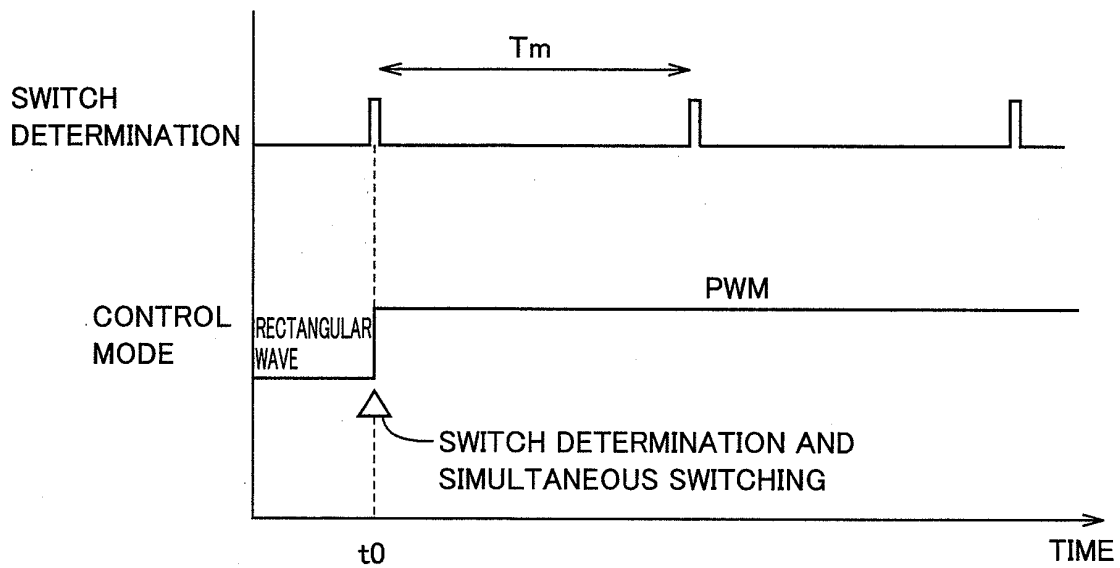 Tm
SWITCH
DETERMINATION
PWM
CONTROL
MODE
RECTANGULAR
WAVE
SWITCH DETERMINATION AND
SIMULTANEOUS SWITCHING
t0
TIME